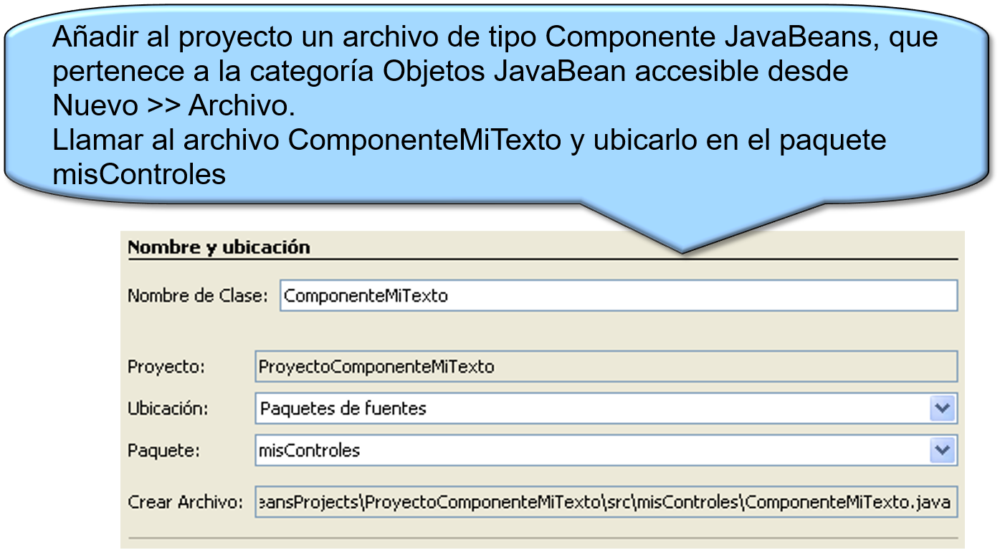 Añadir al proyecto un archivo de tipo Componente JavaBeans, que
pertenece a la categoría Objetos JavaBean accesible desde
Nuevo >> Archivo.
Llamar al archivo ComponenteMiTexto y ubicarlo en el paquete
misControles
Nombre y ubicación
Nombre de Clase: ComponenteMiTexto
Proyecto: ProyectoComponenteMiTexto
Ubicación: Paquetes de fuentes
Paquete: misControles
Crear Archivo: eansProjects\ProyectoComponenteMiTexto\src\misControles\ComponenteMiTexto.java